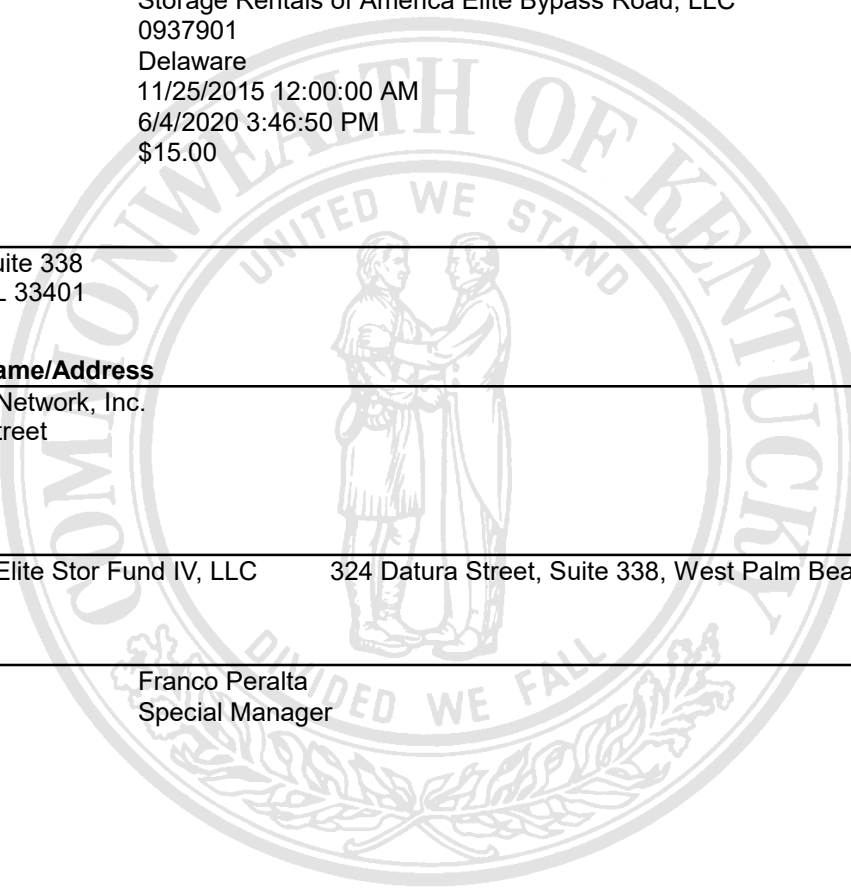 Storage Rentals of America Elite Bypass Road, LLC
0937901
Delaware
11/25/2015 12:00:00 AM
6/4/2020 3:46:50 PM
$15.00
COMMONWEALTH OF KENTUCKY
UNITED WE STAND
uite 338
L 33401
ame/Address
Network, Inc.
treet
Elite Stor Fund IV, LLC 324 Datura Street, Suite 338, West Palm Bea
DIVIDED WE FALL
Franco Peralta
Special Manager